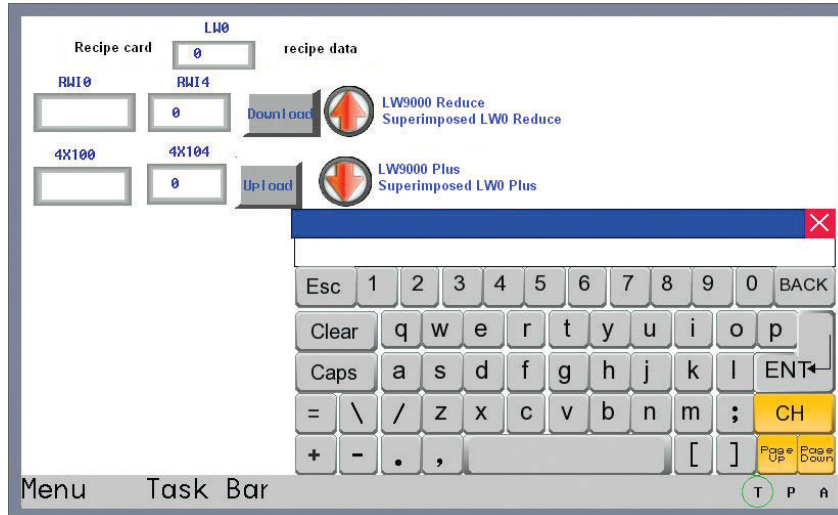 LW0
Recipe card 0 recipe data
RWI0 RWI4
0 Download LW9000 Reduce
Superimposed LW0 Reduce
4X100 4X104
0 Upload LW9000 Plus
Superimposed LW0 Plus
Esc 1 2 3 4 5 6 7 8 9 0 BACK
Clear q w e r t y u i o p
Caps a s d f g h j k l ENT
= \ / z x c v b n m ; CH
+ - . , [ ] Page Up Page Down
Menu Task Bar T P A